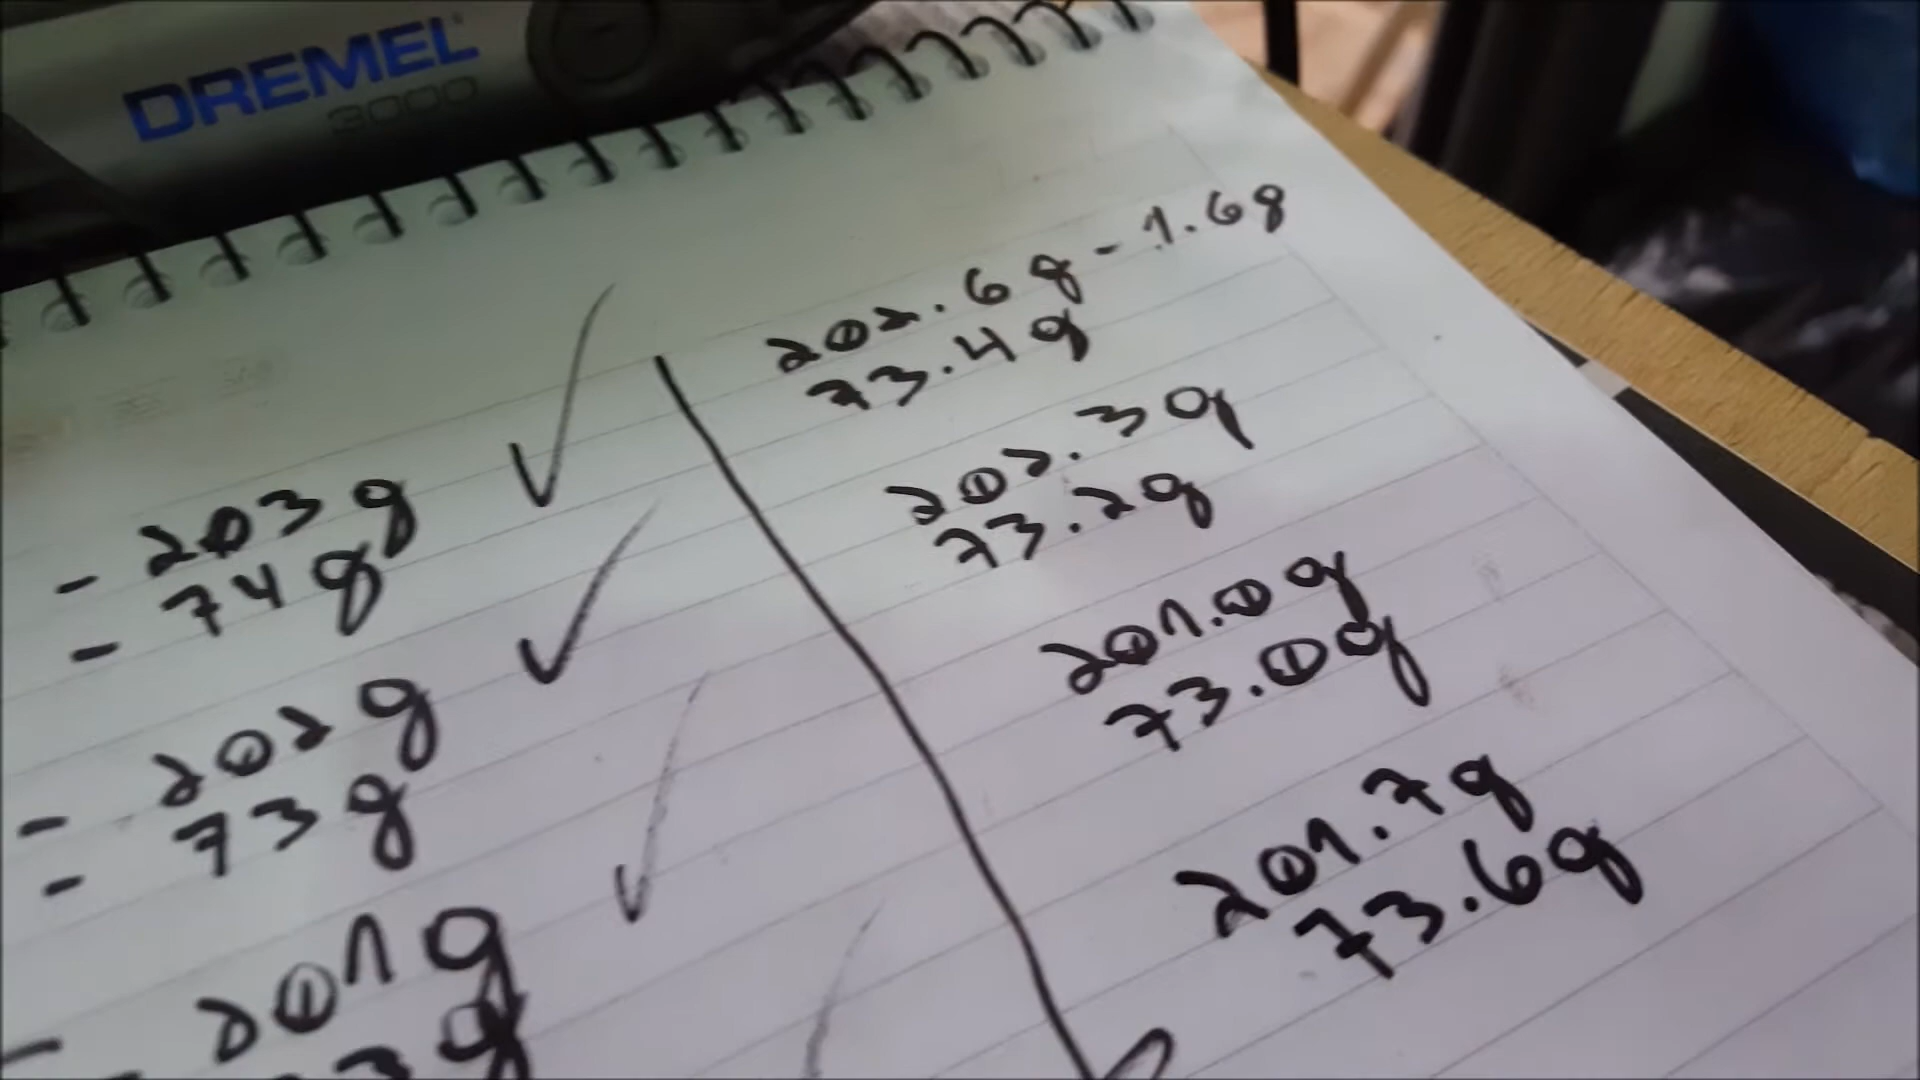 DREMEL
3000
- 203g ✓
- 74g
- 202g ✓
- 73g
- 201g ✓
3g
202.6g - 1.6g
73.4g
202.3g
73.2g
201.0g
73.0g
201.7g
73.6g